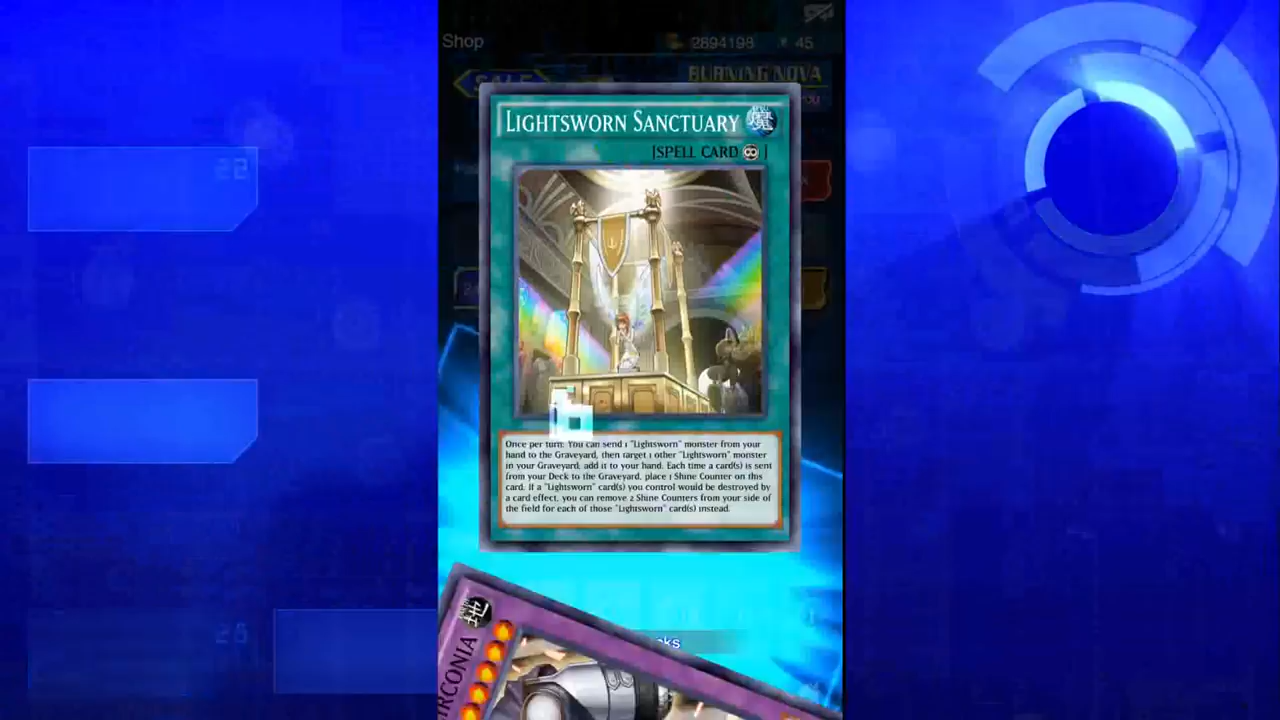 22
Shop
2894198
45
SALE
BURNING NOVA
LIGHTSWORN SANCTUARY
[SPELL CARD ]
Once per turn: You can send 1 "Lightsworn" monster from your
hand to the Graveyard, then target 1 other "Lightsworn" monster
in your Graveyard, add it to your hand. Each time a card(s) is sent
from your Deck to the Graveyard, place 1 Shine Counter on this
card. If a "Lightsworn" card(s) you control would be destroyed by
a card effect, you can remove 2 Shine Counters from your side of
the field for each of those "Lightsworn" card(s) instead.
26